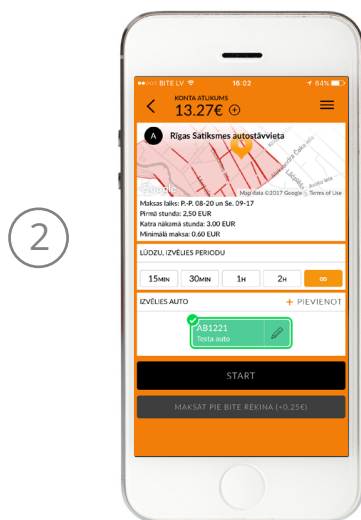 2
BITE LV 16:02 84%
KONTA ATLIKUMS
13.27€
A Rīgas Satiksmes autostāvvieta
Google
Map data ©2017 Google Terms of Use
Maksas laiks: P.-P. 08-20 un Se. 09-17
Pirmā stunda: 2,50 EUR
Katra nākamā stunda: 3.00 EUR
Minimālā maksa: 0.60 EUR
LŪDZU, IZVĒLIES PERIODU
15MIN 30MIN 1H 2H ∞
IZVĒLIES AUTO + PIEVIENOT
AB1221
Testa auto
START
MAKSĀT PIE BITE RĒĶINA (+0.25€)